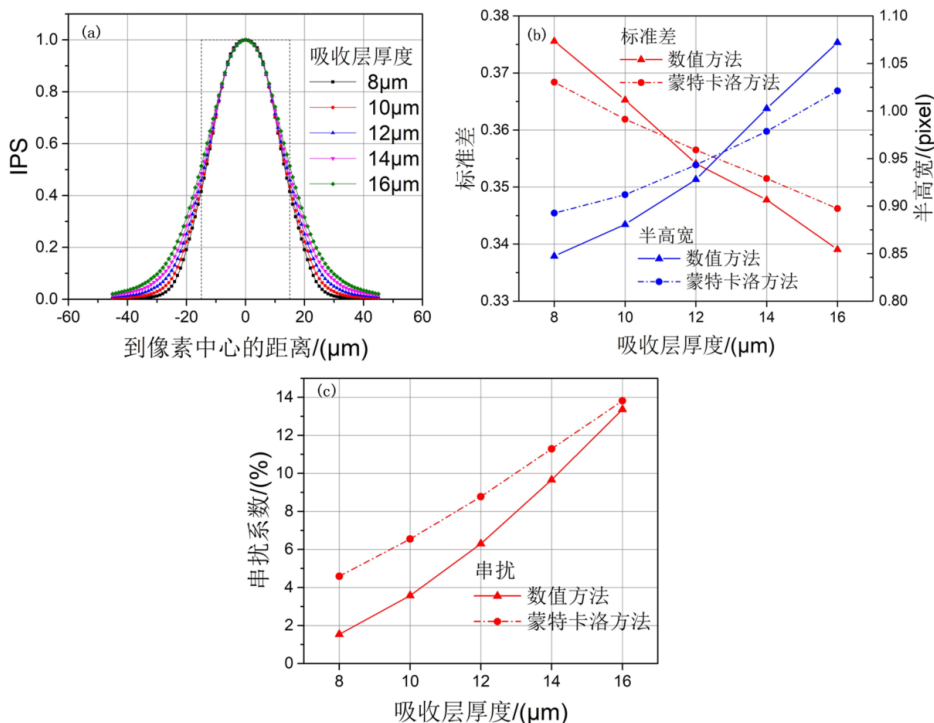 (a)
1.0
0.8
0.6
0.4
0.2
0.0
IPS
吸收层厚度
8μm
10μm
12μm
14μm
16μm
-60 -40 -20 0 20 40 60
到像素中心的距离/(μm)
(b)
0.38
0.37
0.36
0.35
0.34
0.33
标准差
标准差
数值方法
蒙特卡洛方法
半高宽
数值方法
蒙特卡洛方法
1.10
1.05
1.00
0.95
0.90
0.85
0.80
半高宽/(pixel)
8 10 12 14 16
吸收层厚度/(μm)
(c)
14
12
10
8
6
4
2
0
串扰系数/(%)
串扰
数值方法
蒙特卡洛方法
8 10 12 14 16
吸收层厚度/(μm)